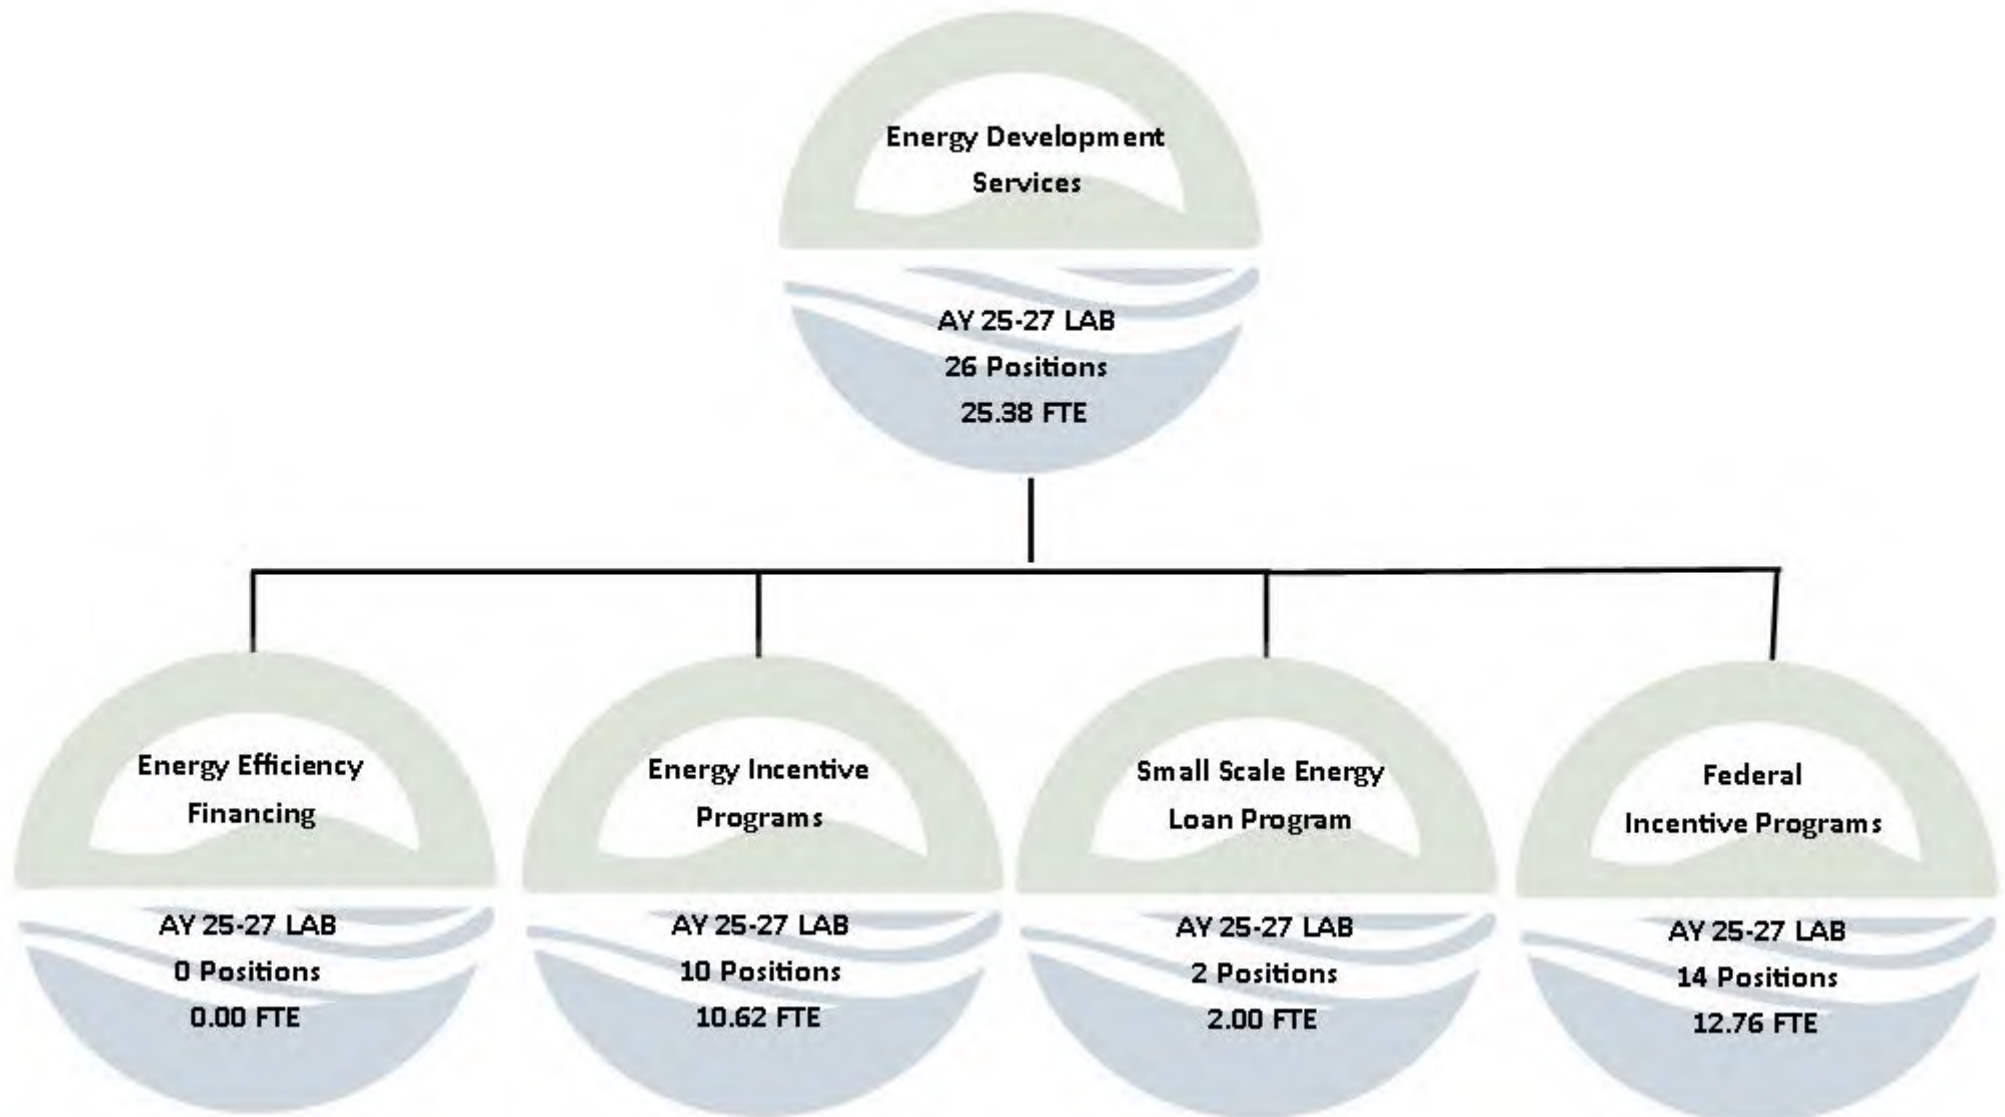 Energy Development
Services
AY 25-27 LAB
26 Positions
25.38 FTE
Energy Efficiency
Financing
AY 25-27 LAB
0 Positions
0.00 FTE
Energy Incentive
Programs
AY 25-27 LAB
10 Positions
10.62 FTE
Small Scale Energy
Loan Program
AY 25-27 LAB
2 Positions
2.00 FTE
Federal
Incentive Programs
AY 25-27 LAB
14 Positions
12.76 FTE